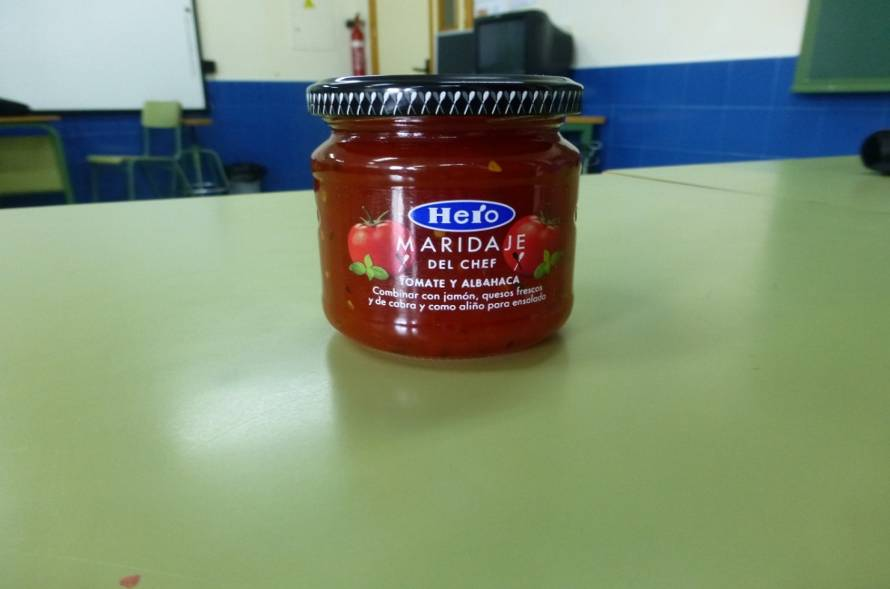 Hero
MARIDAJE
DEL CHEF
TOMATE Y ALBAHACA
Combinar con jamón, quesos frescos
y de cabra y como aliño para ensalada